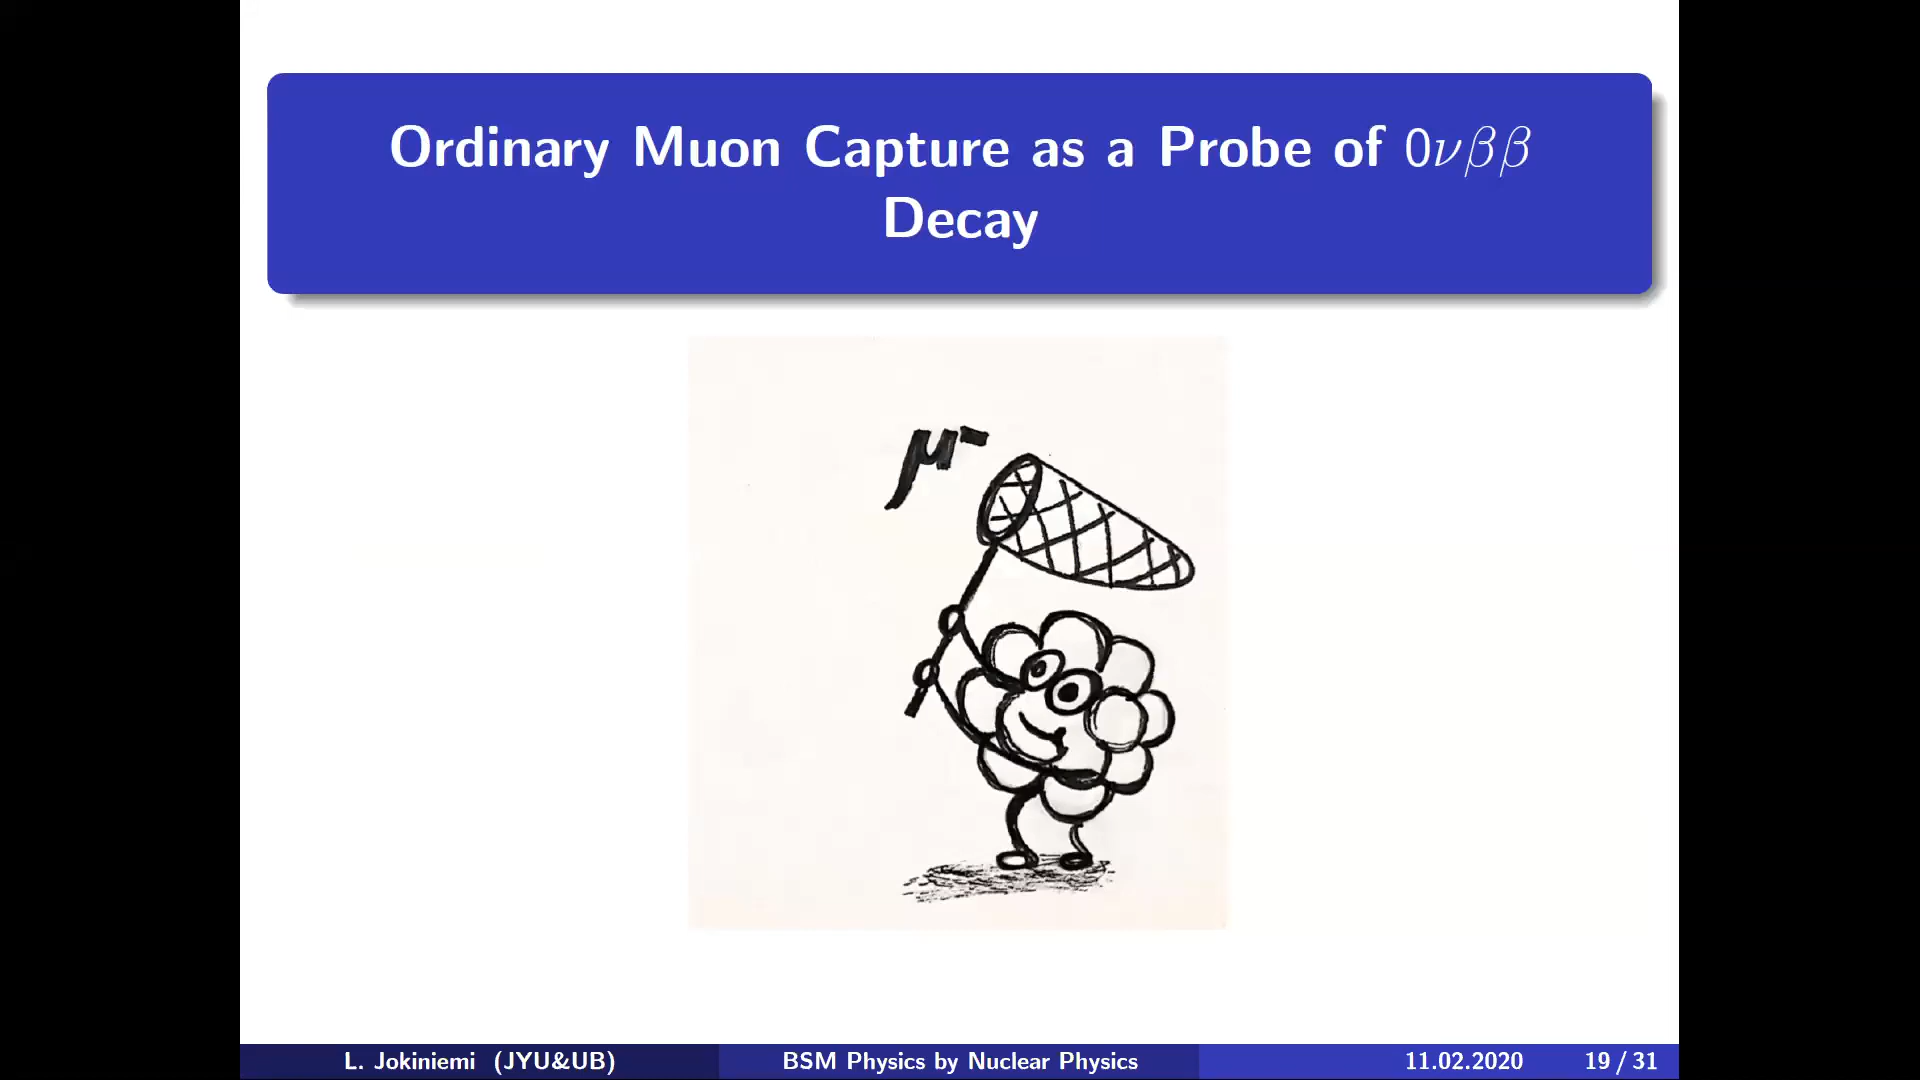 Ordinary Muon Capture as a Probe of 0νββ
Decay
μ⁻
L. Jokiniemi (JYU&UB) BSM Physics by Nuclear Physics 11.02.2020 19 / 31